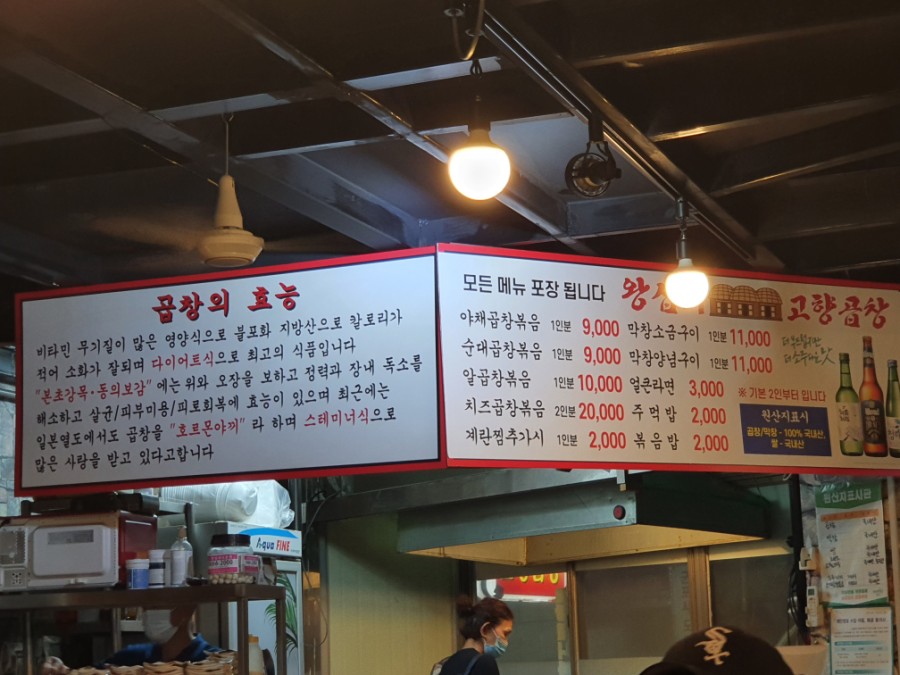 곱창의 효능
비타민 무기질이 많은 영양식으로 불포화 지방산으로 칼로리가
적어 소화가 잘되며 다이어트식으로 최고의 식품입니다
"본초강목·동의보감"에는 위와 오장을 보하고 정력과 장내 독소를
해소하고 살균/피부미용/피로회복에 효능이 있으며 최근에는
일본열도에서도 곱창을 "호르몬야끼" 라 하며 스테미너식으로
많은 사랑을 받고 있다고합니다
모든 메뉴 포장 됩니다
고향곱창
야채곱창볶음 1인분 9,000
순대곱창볶음 1인분 9,000
알곱창볶음 1인분 10,000
치즈곱창볶음 2인분 20,000
계란찜추가시 1인분 2,000
막창소금구이 1인분 11,000
막창양념구이 1인분 11,000
얼큰라면 3,000
주먹밥 2,000
볶음밥 2,000
※ 기본 2인부터 입니다
원산지표시
곱창/막창 - 100% 국내산,
쌀 - 국내산
Aqua FINE
원산지표시판